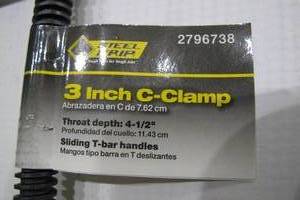 STEEL
GRIP
2796738
3 Inch C-Clamp
Abrazadera en C de 7.62 cm
Throat depth: 4-1/2"
Profundidad del cuello: 11.43 cm
Sliding T-bar handles
Mangos tipo barra en T deslizantes